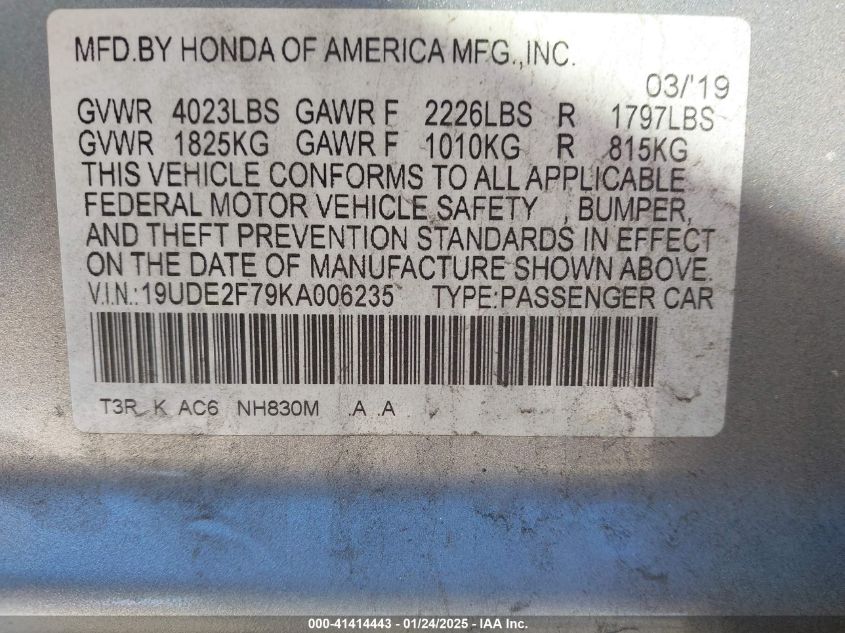 MFD.BY HONDA OF AMERICA MFG.,INC.
03/'19
GVWR 4023LBS GAWR F 2226LBS R 1797LBS
GVWR 1825KG GAWR F 1010KG R 815KG
THIS VEHICLE CONFORMS TO ALL APPLICABLE
FEDERAL MOTOR VEHICLE SAFETY , BUMPER,
AND THEFT PREVENTION STANDARDS IN EFFECT
ON THE DATE OF MANUFACTURE SHOWN ABOVE.
V.I.N.:19UDE2F79KA006235 TYPE:PASSENGER CAR
T3R K AC6 NH830M .A .A
000-41414443 - 01/24/2025 - IAA Inc.